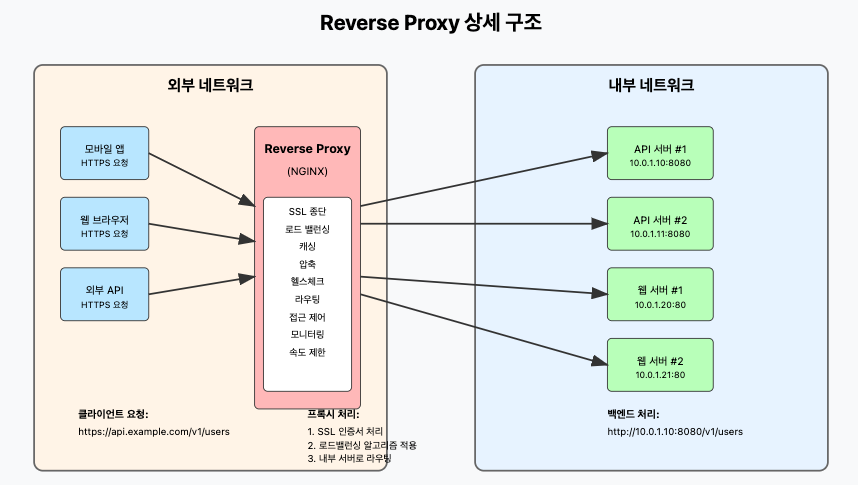 Reverse Proxy 상세 구조
외부 네트워크
모바일 앱
HTTPS 요청
웹 브라우저
HTTPS 요청
외부 API
HTTPS 요청
Reverse Proxy
(NGINX)
SSL 종단
로드 밸런싱
캐싱
압축
헬스체크
라우팅
접근 제어
모니터링
속도 제한
클라이언트 요청:
https://api.example.com/v1/users
프록시 처리:
1. SSL 인증서 처리
2. 로드밸런싱 알고리즘 적용
3. 내부 서버로 라우팅
내부 네트워크
API 서버 #1
10.0.1.10:8080
API 서버 #2
10.0.1.11:8080
웹 서버 #1
10.0.1.20:80
웹 서버 #2
10.0.1.21:80
백엔드 처리:
http://10.0.1.10:8080/v1/users